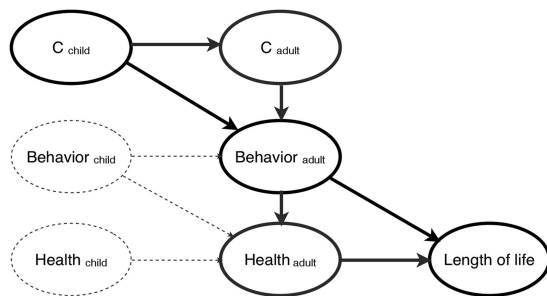 C child
C adult
Behavior child
Behavior adult
Health child
Health adult
Length of life